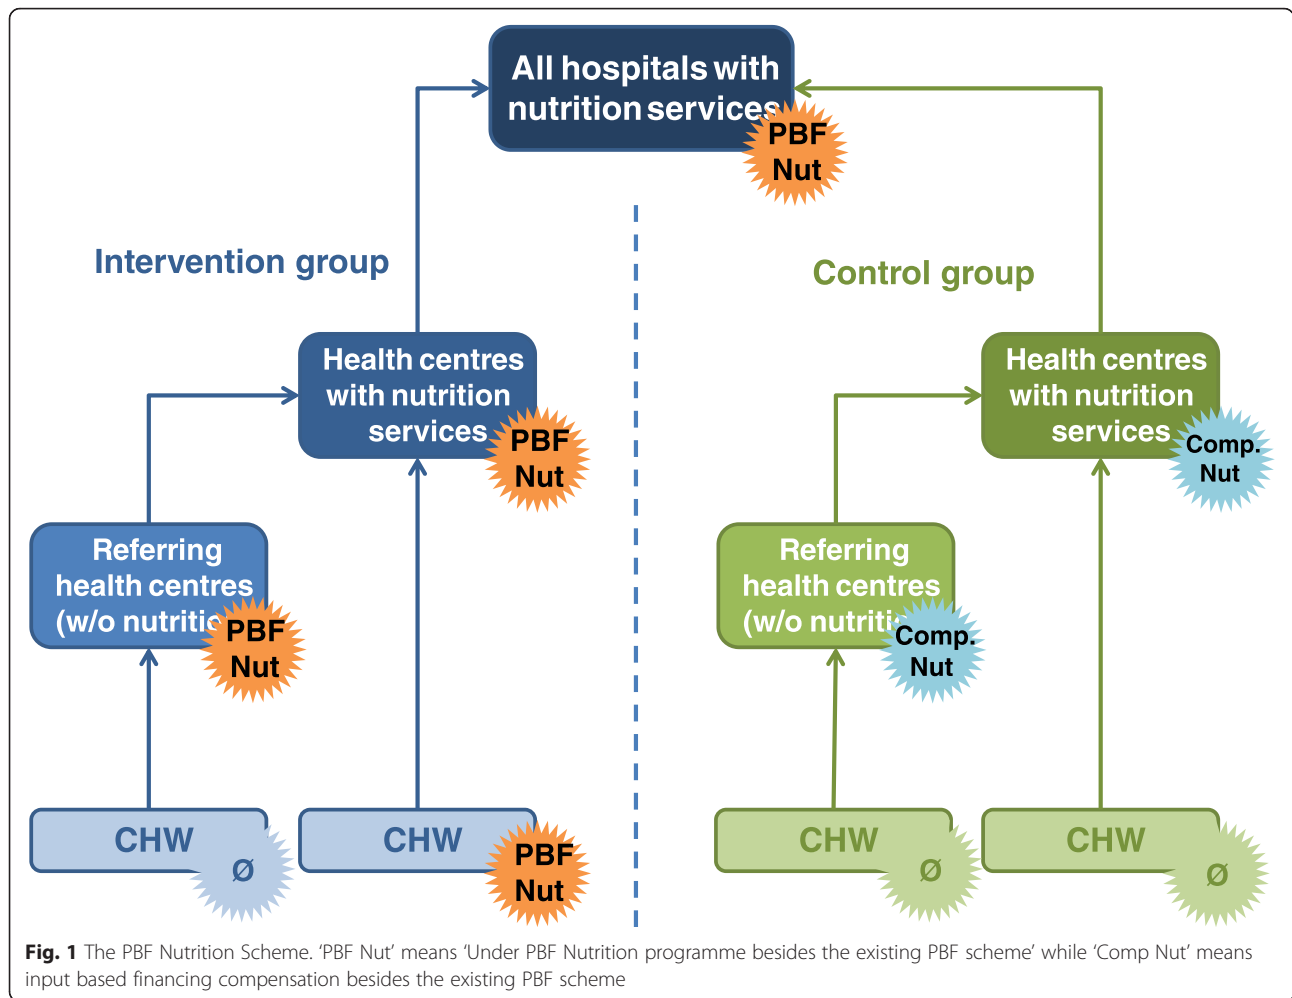 All hospitals with
nutrition services
PBF
Nut
Intervention group
Control group
Health centres
with nutrition
services
PBF
Nut
Health centres
with nutrition
services
Comp.
Nut
Referring
health centres
(w/o
PBF
Nut
Referring
health centres
(w/o
Comp.
Nut
CHW
Ø
CHW
PBF
Nut
CHW
Ø
CHW
Ø
Fig. 1 The PBF Nutrition Scheme. ‘PBF Nut’ means ‘Under PBF Nutrition programme besides the existing PBF scheme’ while ‘Comp Nut’ means
input based financing compensation besides the existing PBF scheme